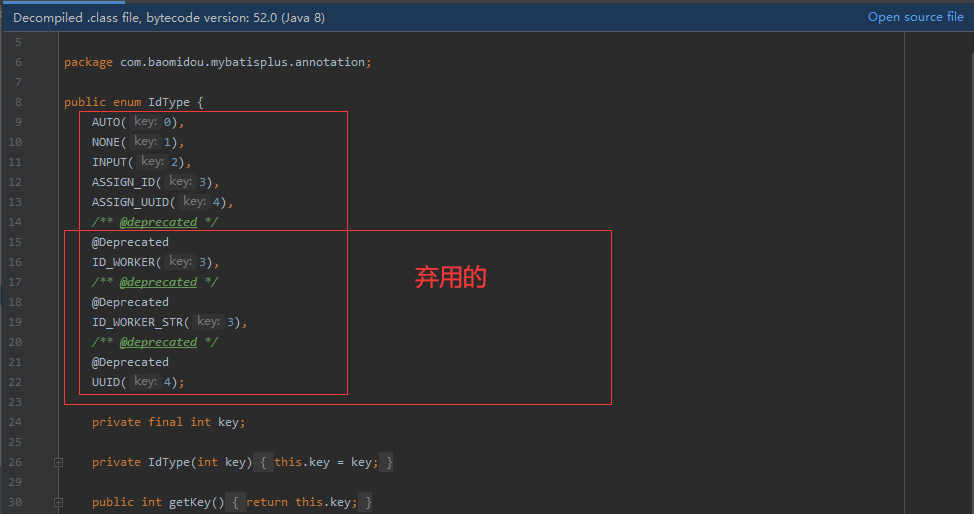 Decompiled .class file, bytecode version: 52.0 (Java 8) Open source file
5
6 package com.baomidou.mybatisplus.annotation;
7
8 public enum IdType {
9 AUTO( key: 0),
10 NONE( key: 1),
11 INPUT( key: 2),
12 ASSIGN_ID( key: 3),
13 ASSIGN_UUID( key: 4),
14 /** @deprecated */
15 @Deprecated
16 ID_WORKER( key: 3),
弃用的
17 /** @deprecated */
18 @Deprecated
19 ID_WORKER_STR( key: 3),
20 /** @deprecated */
21 @Deprecated
22 UUID( key: 4);
23
24 private final int key;
25
26 private IdType(int key) { this.key = key; }
29
30 public int getKey() { return this.key; }